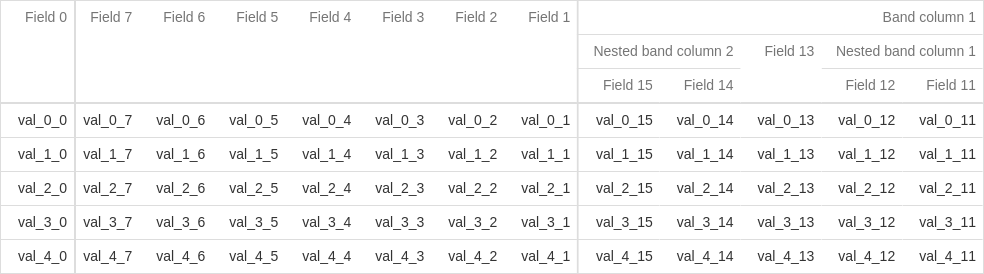 Field 0 Field 7 Field 6 Field 5 Field 4 Field 3 Field 2 Field 1 Band column 1
Nested band column 2 Field 13 Nested band column 1
Field 15 Field 14 Field 12 Field 11
val_0_0 val_0_7 val_0_6 val_0_5 val_0_4 val_0_3 val_0_2 val_0_1 val_0_15 val_0_14 val_0_13 val_0_12 val_0_11
val_1_0 val_1_7 val_1_6 val_1_5 val_1_4 val_1_3 val_1_2 val_1_1 val_1_15 val_1_14 val_1_13 val_1_12 val_1_11
val_2_0 val_2_7 val_2_6 val_2_5 val_2_4 val_2_3 val_2_2 val_2_1 val_2_15 val_2_14 val_2_13 val_2_12 val_2_11
val_3_0 val_3_7 val_3_6 val_3_5 val_3_4 val_3_3 val_3_2 val_3_1 val_3_15 val_3_14 val_3_13 val_3_12 val_3_11
val_4_0 val_4_7 val_4_6 val_4_5 val_4_4 val_4_3 val_4_2 val_4_1 val_4_15 val_4_14 val_4_13 val_4_12 val_4_11